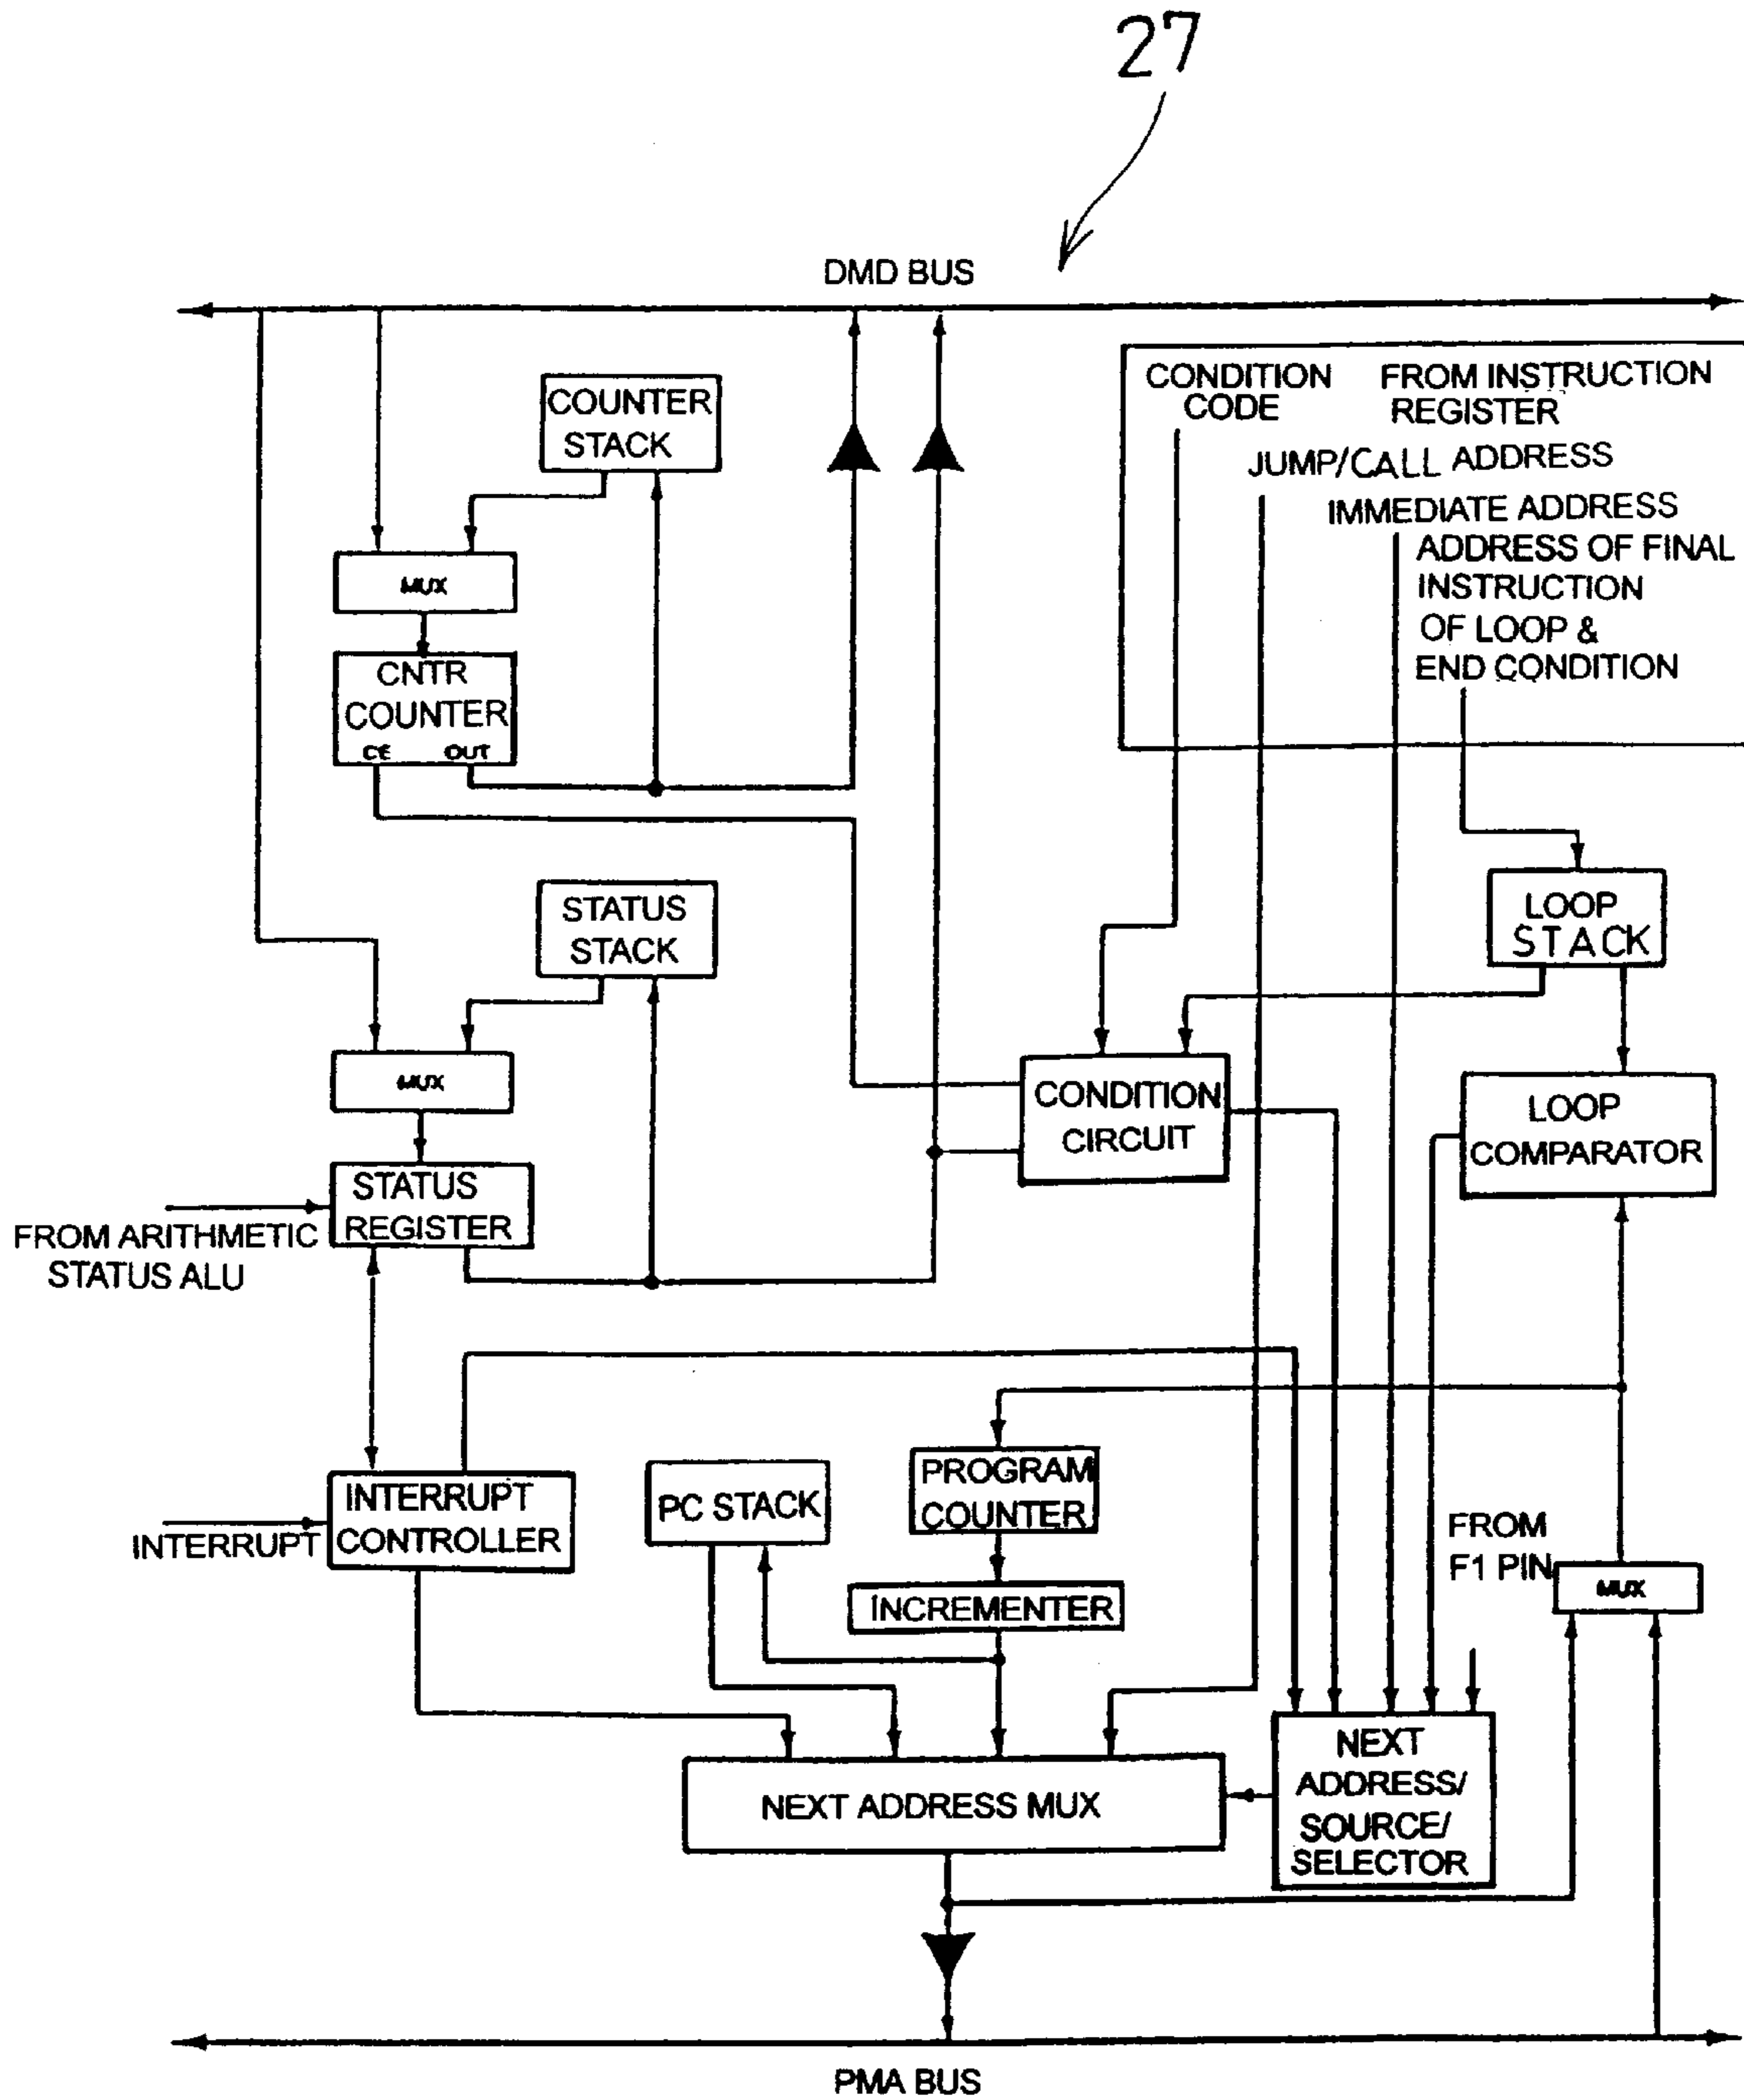 27
DMD BUS
COUNTER
STACK
MUX
CNTR
COUNTER
CE OUT
CONDITION
CODE
FROM INSTRUCTION
REGISTER
JUMP/CALL ADDRESS
IMMEDIATE ADDRESS
ADDRESS OF FINAL
INSTRUCTION
OF LOOP &
END CONDITION
STATUS
STACK
LOOP
STACK
MUX
CONDITION
CIRCUIT
LOOP
COMPARATOR
STATUS
REGISTER
FROM ARITHMETIC
STATUS ALU
INTERRUPT
CONTROLLER
INTERRUPT
PC STACK
PROGRAM
COUNTER
INCREMENTER
FROM
F1 PIN
MUX
NEXT ADDRESS MUX
NEXT
ADDRESS/
SOURCE/
SELECTOR
PMA BUS